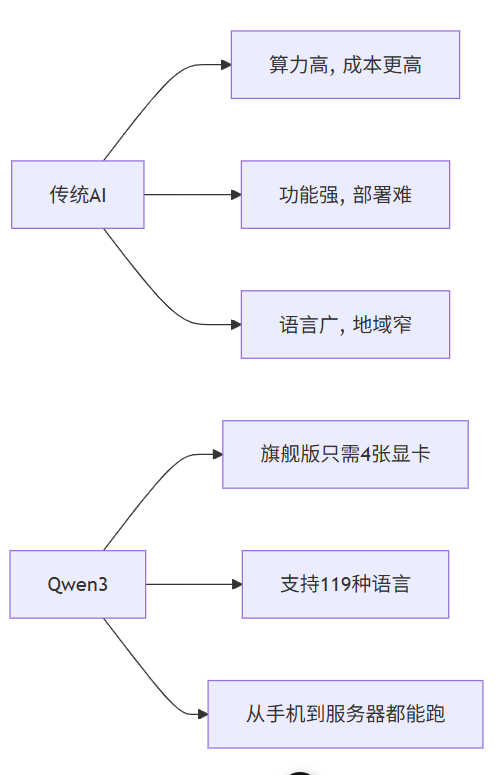 算力高, 成本更高
传统AI
功能强, 部署难
语言广, 地域窄
旗舰版只需4张显卡
Qwen3
支持119种语言
从手机到服务器都能跑